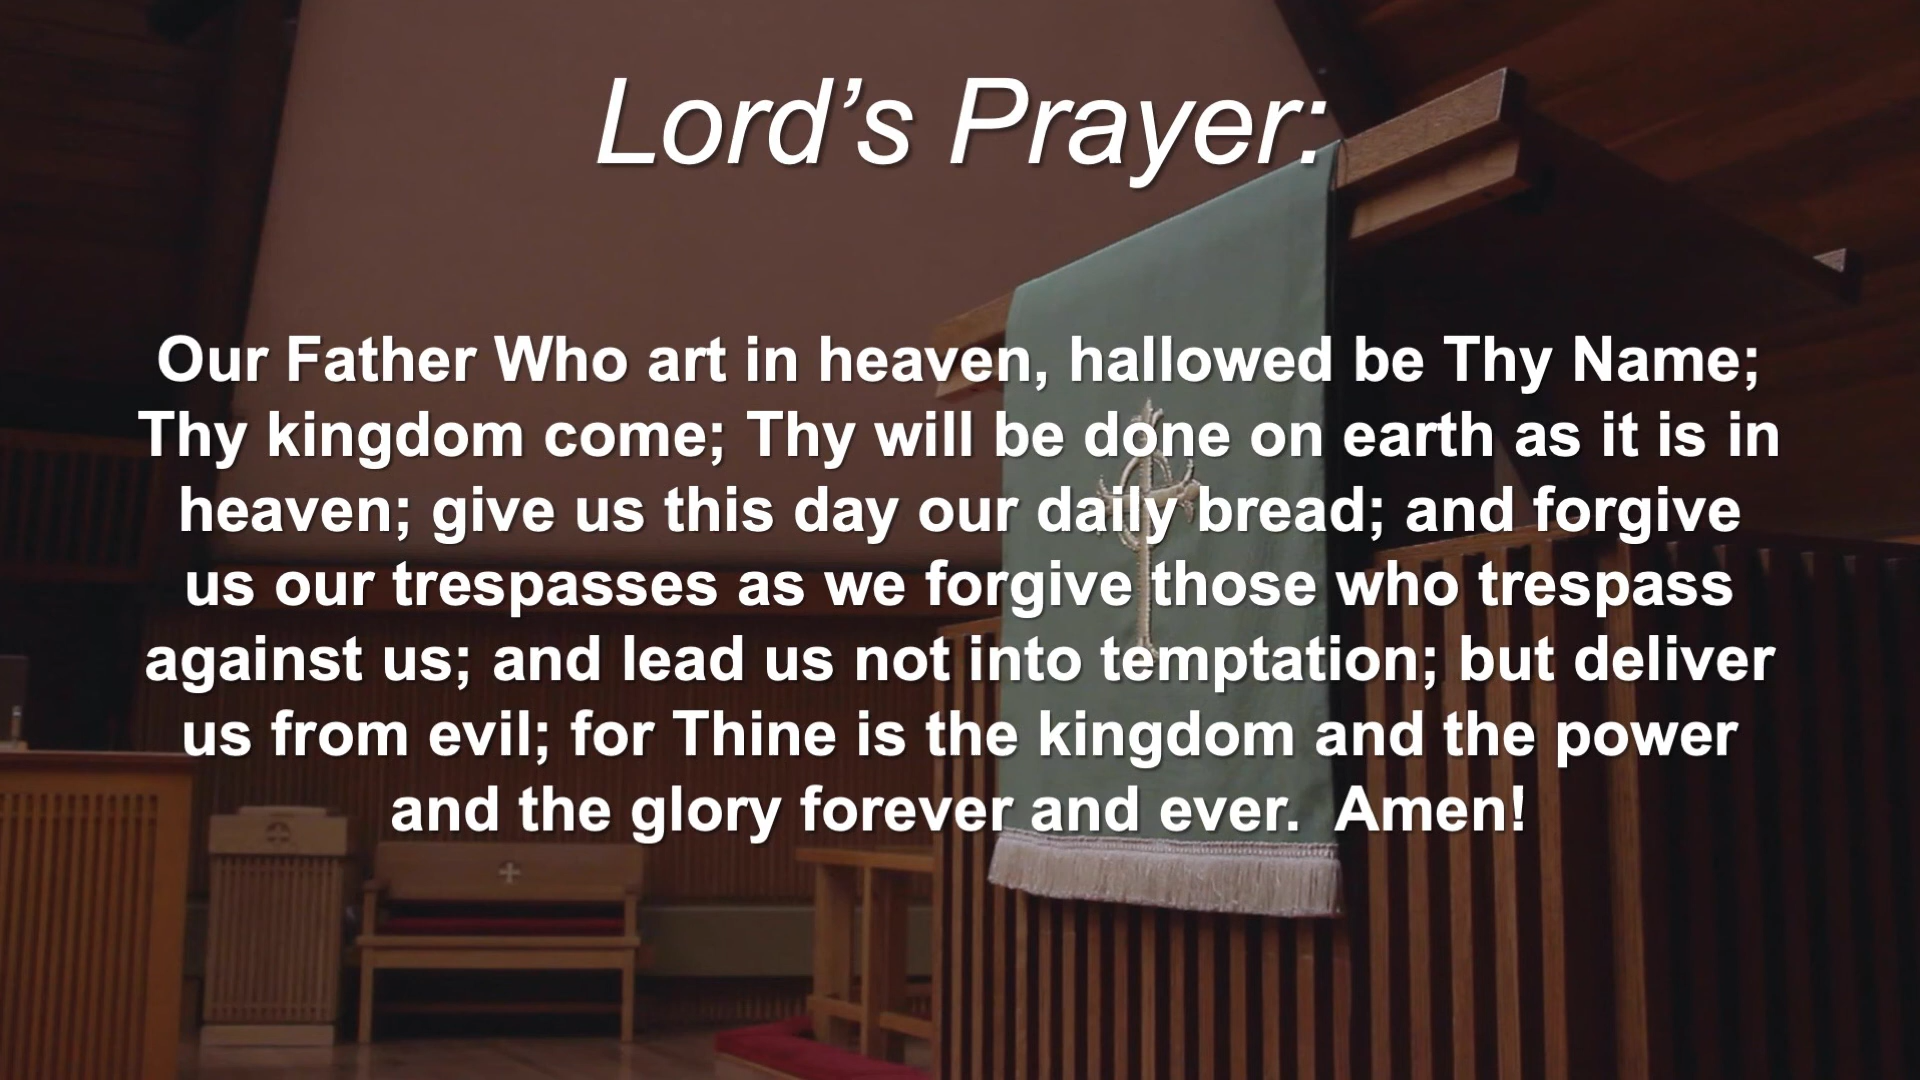 Lord’s Prayer:
Our Father Who art in heaven, hallowed be Thy Name;
Thy kingdom come; Thy will be done on earth as it is in
heaven; give us this day our daily bread; and forgive
us our trespasses as we forgive those who trespass
against us; and lead us not into temptation; but deliver
us from evil; for Thine is the kingdom and the power
and the glory forever and ever.  Amen!